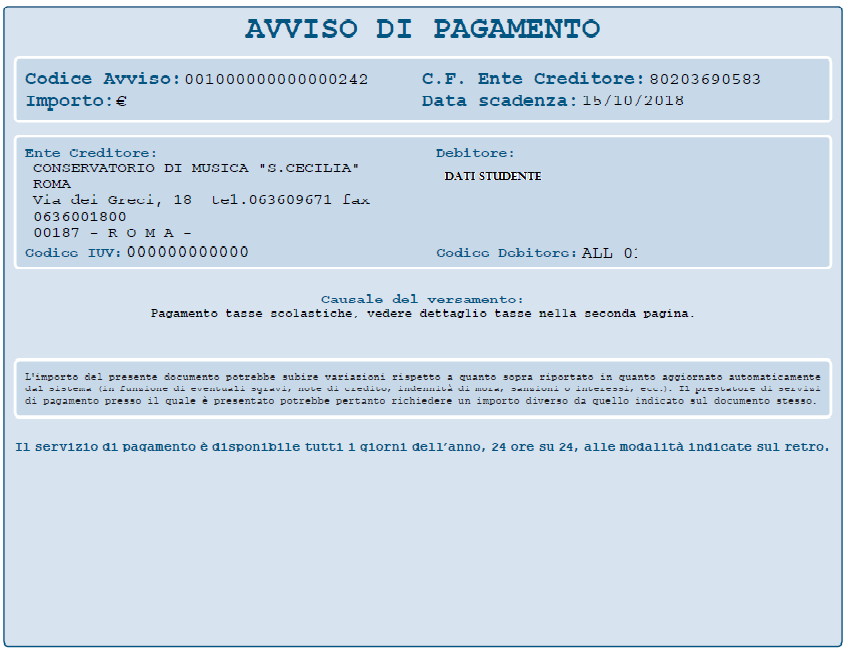 AVVISO DI PAGAMENTO
Codice Avviso: 001000000000000242
C.F. Ente Creditore: 80203690583
Importo: €
Data scadenza: 15/10/2018
Ente Creditore:
CONSERVATORIO DI MUSICA "S.CECILIA"
ROMA
Via dei Greci, 18 tel.063609671 fax
0636001800
00187 - R O M A -
Codice IUV: 000000000000
Debitore:
DATI STUDENTE
Codice Debitore: ALL 01
Causale del versamento:
Pagamento tasse scolastiche, vedere dettaglio tasse nella seconda pagina.
L'importo del presente documento potrebbe subire variazioni rispetto a quanto sopra riportato in quanto aggiornato automaticamente
dal sistema (in funzione di eventuali sgravi, note di credito, indennità di mora, sanzioni o interessi, ecc.). Il prestatore di servizi
di pagamento presso il quale è presentato potrebbe pertanto richiedere un importo diverso da quello indicato sul documento stesso.
Il servizio di pagamento è disponibile tutti i giorni dell'anno, 24 ore su 24, alle modalità indicate sul retro.